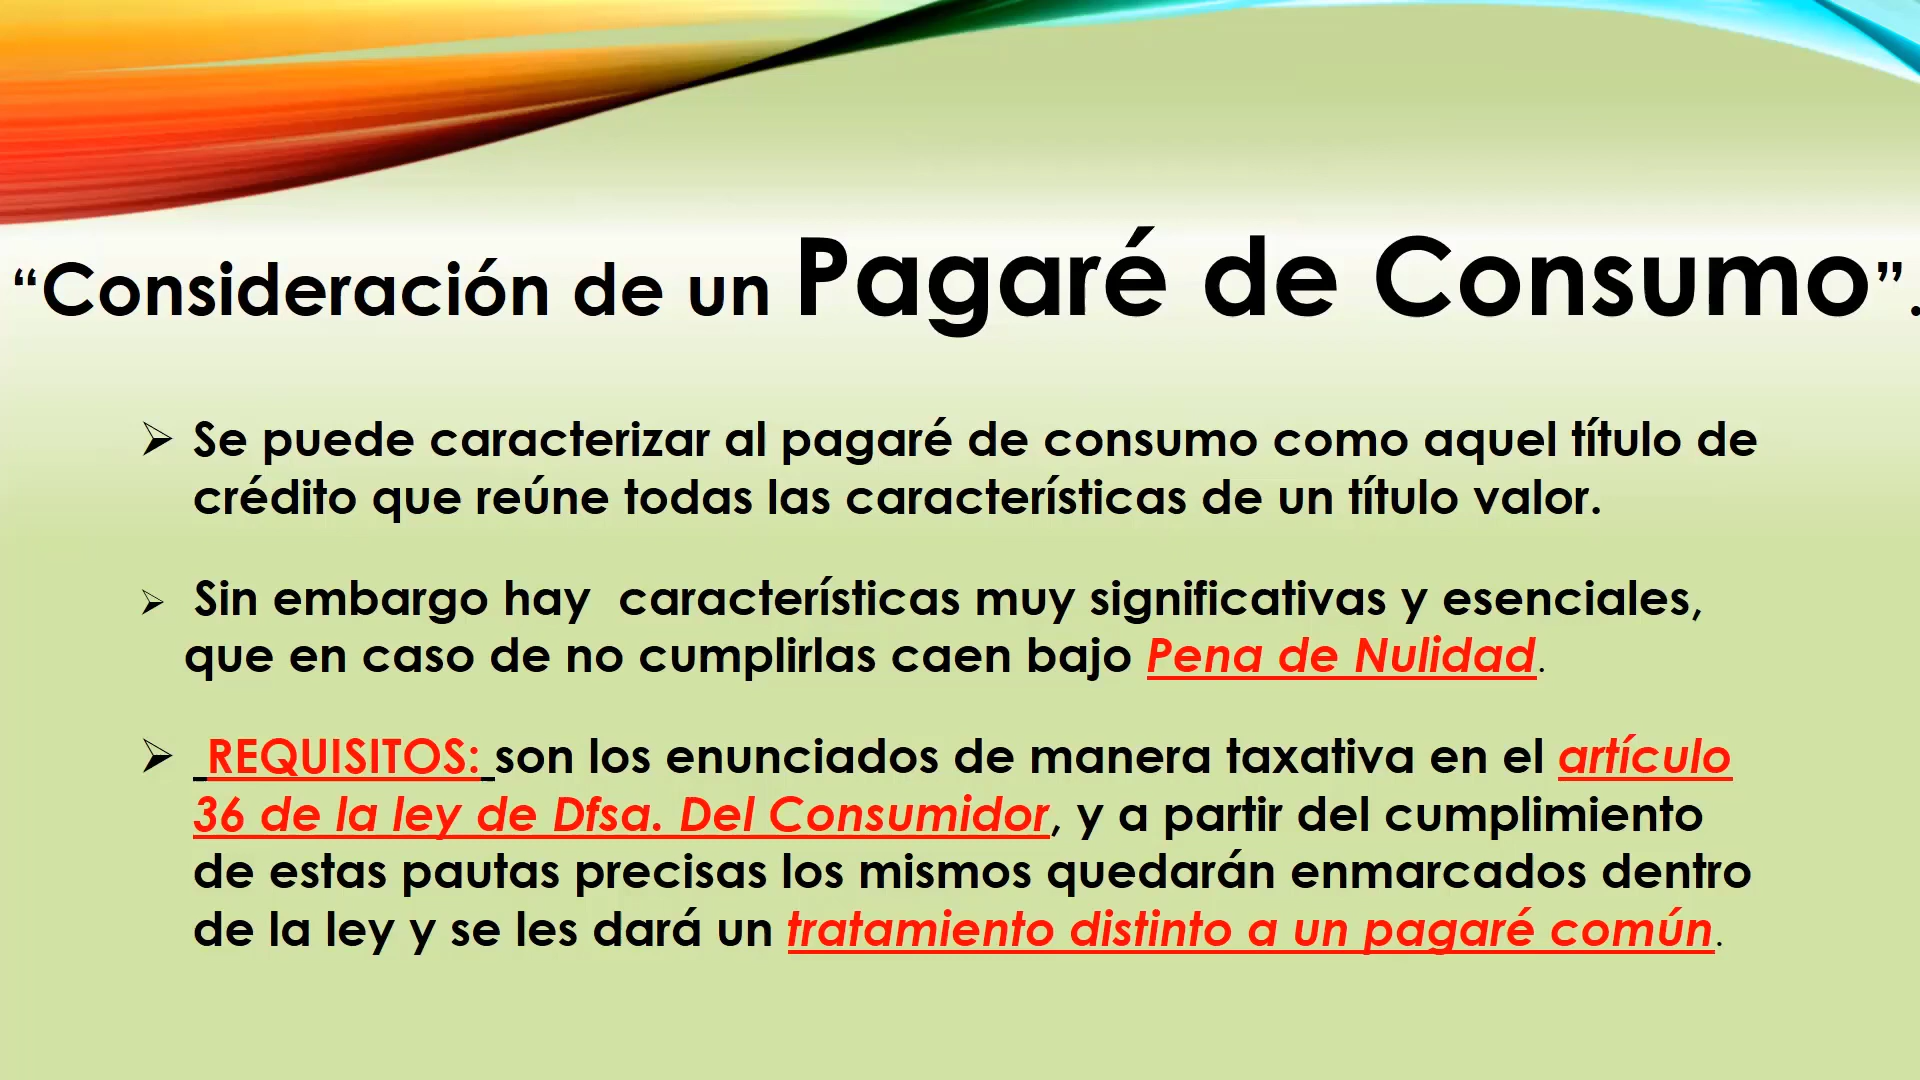 “Consideración de un Pagaré de Consumo”.
➢ Se puede caracterizar al pagaré de consumo como aquel título de
crédito que reúne todas las características de un título valor.
➢ Sin embargo hay  características muy significativas y esenciales,
que en caso de no cumplirlas caen bajo Pena de Nulidad.
➢ REQUISITOS: son los enunciados de manera taxativa en el artículo
36 de la ley de Dfsa. Del Consumidor, y a partir del cumplimiento
de estas pautas precisas los mismos quedarán enmarcados dentro
de la ley y se les dará un tratamiento distinto a un pagaré común.